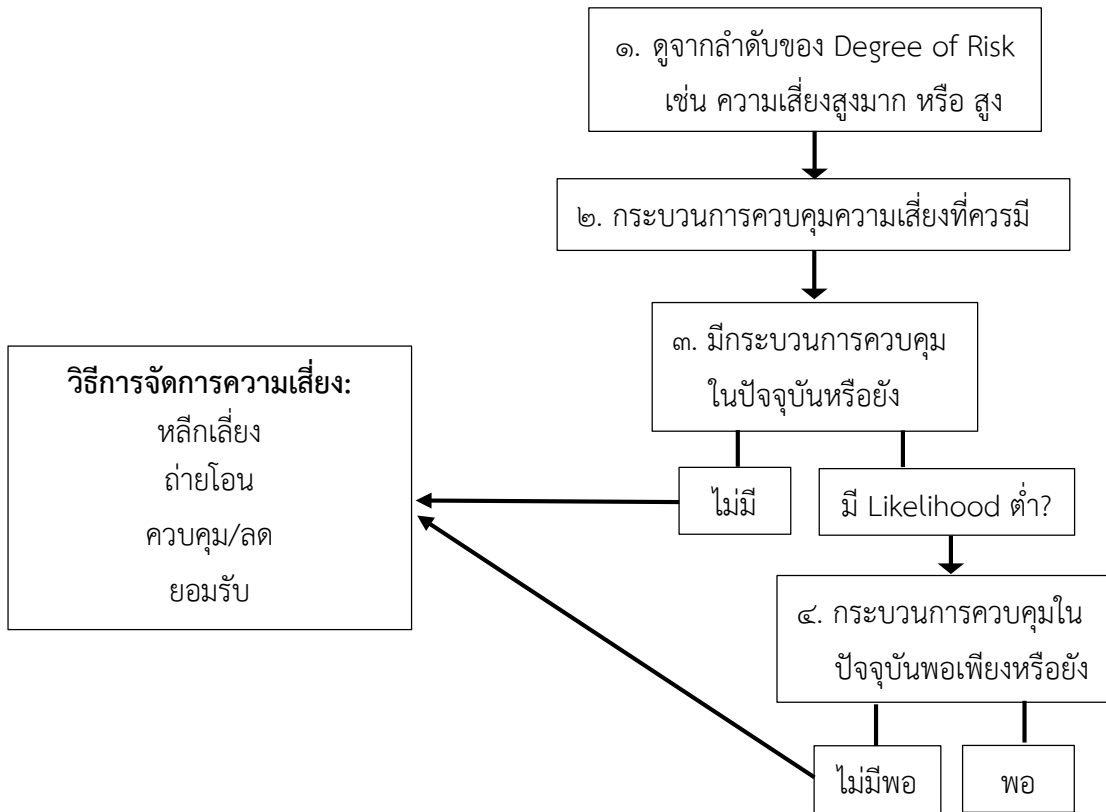 ๑. ดูจากลำดับของ Degree of Risk
เช่น ความเสี่ยงสูงมาก หรือ สูง
๒. กระบวนการควบคุมความเสี่ยงที่ควรมี
๓. มีกระบวนการควบคุม
ในปัจจุบันหรือยัง
วิธีการจัดการความเสี่ยง:
หลีกเลี่ยง
ถ่ายโอน
ควบคุม/ลด
ยอมรับ
ไม่มี
มี Likelihood ต่ำ?
๔. กระบวนการควบคุมใน
ปัจจุบันพอเพียงหรือยัง
ไม่มีพอ
พอ